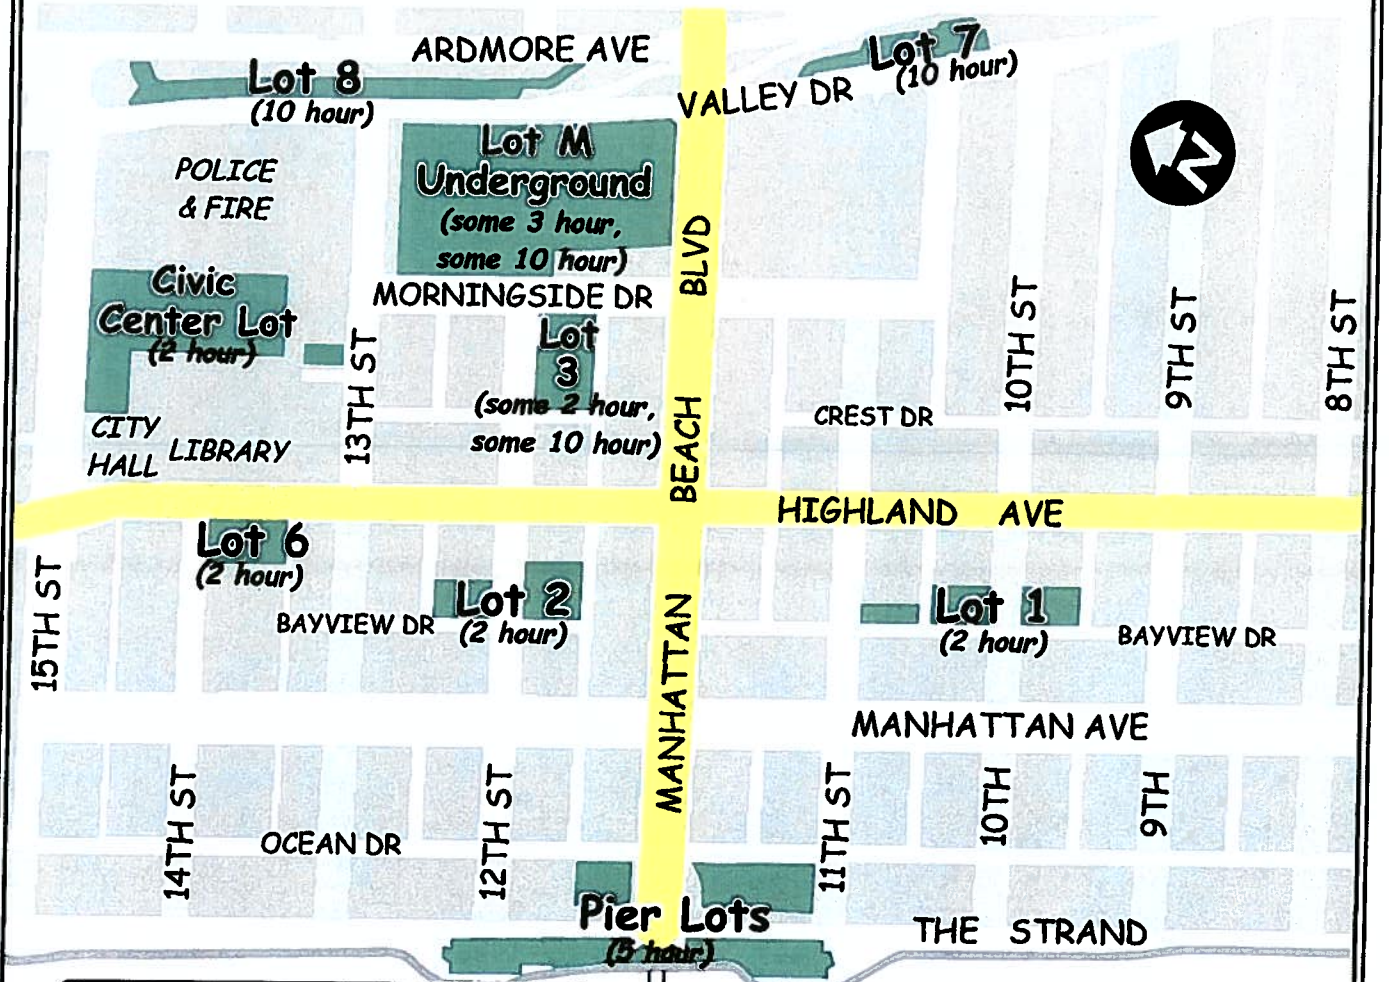 ARDMORE AVE
Lot 7
(10 hour)
Lot 8
(10 hour)
VALLEY DR
Lot M
Underground
(some 3 hour,
some 10 hour)
POLICE
& FIRE
N
Civic
Center Lot
(2 hour)
MORNINGSIDE DR
Lot
3
(some 2 hour,
some 10 hour)
13TH ST
MANHATTAN BEACH BLVD
10TH ST
9TH ST
8TH ST
CREST DR
CITY
HALL
LIBRARY
HIGHLAND AVE
Lot 6
(2 hour)
15TH ST
BAYVIEW DR
Lot 2
(2 hour)
Lot 1
(2 hour)
BAYVIEW DR
MANHATTAN AVE
14TH ST
OCEAN DR
12TH ST
11TH ST
10TH
9TH
Pier Lots
(5 hour)
THE STRAND